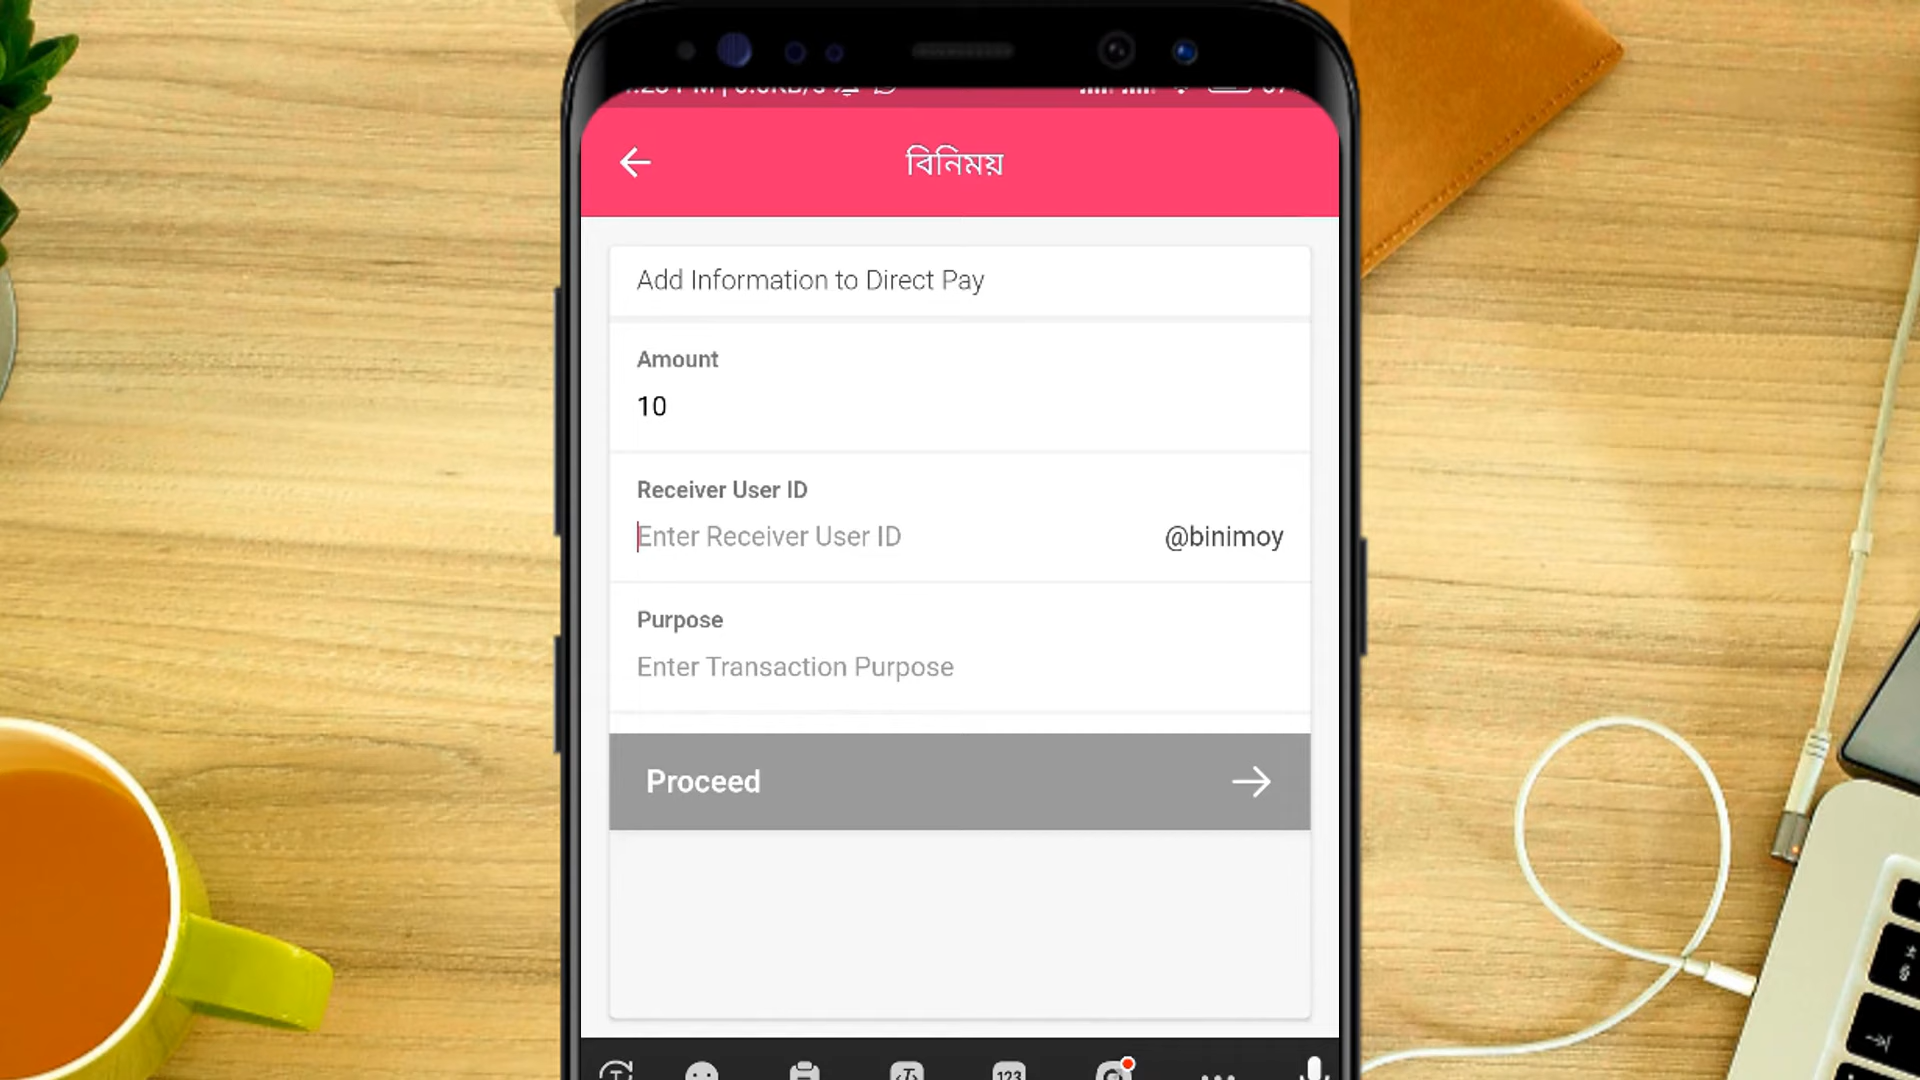 বিনিময়
Add Information to Direct Pay
Amount
10
Receiver User ID
Enter Receiver User ID @binimoy
Purpose
Enter Transaction Purpose
Proceed
123